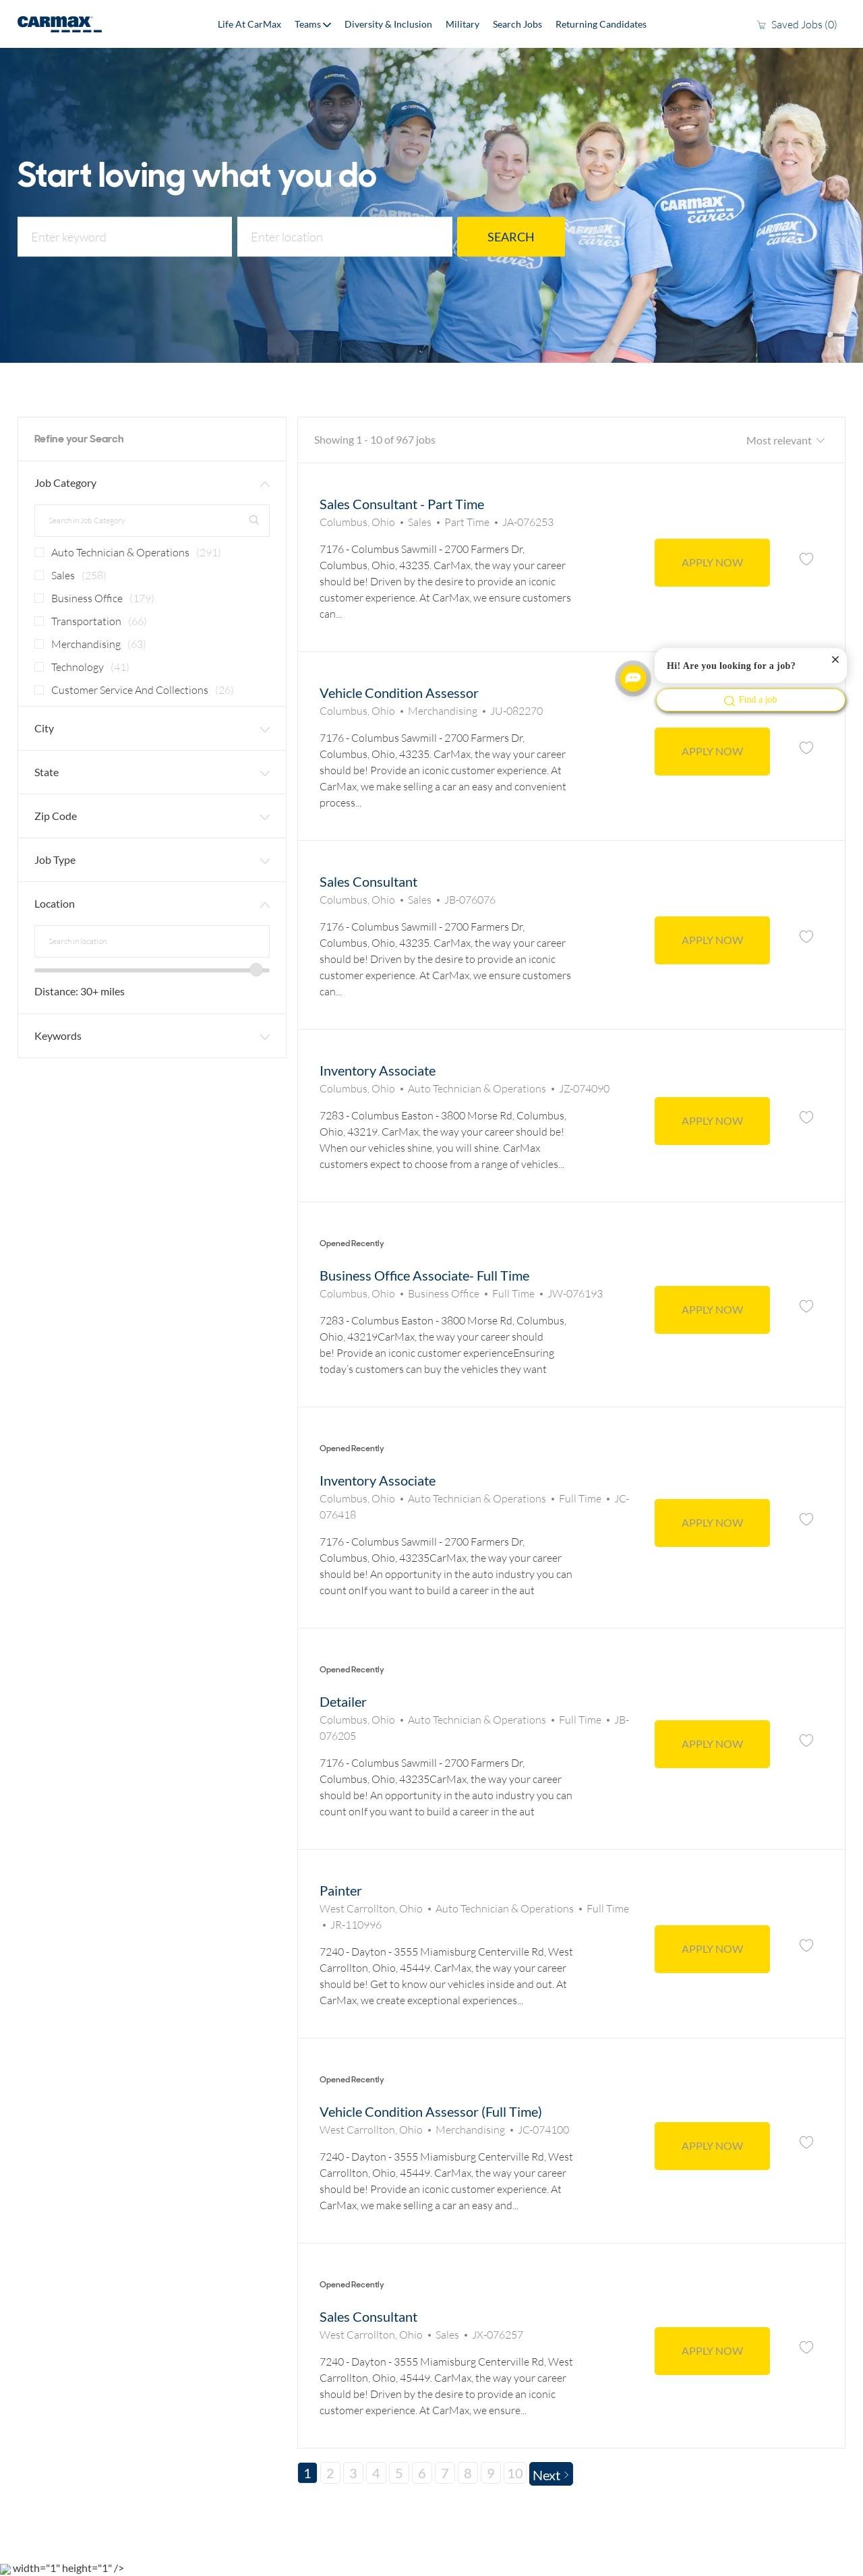 CARMAX
Life At CarMax
Teams
Diversity & Inclusion
Military
Search Jobs
Returning Candidates
Saved Jobs (0)
Start loving what you do
Enter keyword
Enter location
SEARCH
Refine your Search
Job Category
Search in Job Category
Auto Technician & Operations (291)
Sales (258)
Business Office (179)
Transportation (66)
Merchandising (63)
Technology (41)
Customer Service And Collections (26)
City
State
Zip Code
Job Type
Location
Search in location
Distance: 30+ miles
Keywords
Showing 1 - 10 of 967 jobs
Most relevant
Sales Consultant - Part Time
Columbus, Ohio • Sales • Part Time • JA-076253
7176 - Columbus Sawmill - 2700 Farmers Dr,
Columbus, Ohio, 43235. CarMax, the way your career
should be! Driven by the desire to provide an iconic
customer experience. At CarMax, we ensure customers
can...
APPLY NOW
Hi! Are you looking for a job?
Find a job
Vehicle Condition Assessor
Columbus, Ohio • Merchandising • JU-082270
7176 - Columbus Sawmill - 2700 Farmers Dr,
Columbus, Ohio, 43235. CarMax, the way your career
should be! Provide an iconic customer experience. At
CarMax, we make selling a car an easy and convenient
process...
APPLY NOW
Sales Consultant
Columbus, Ohio • Sales • JB-076076
7176 - Columbus Sawmill - 2700 Farmers Dr,
Columbus, Ohio, 43235. CarMax, the way your career
should be! Driven by the desire to provide an iconic
customer experience. At CarMax, we ensure customers
can...
APPLY NOW
Inventory Associate
Columbus, Ohio • Auto Technician & Operations • JZ-074090
7283 - Columbus Easton - 3800 Morse Rd, Columbus,
Ohio, 43219. CarMax, the way your career should be!
When our vehicles shine, you will shine. CarMax
customers expect to choose from a range of vehicles...
APPLY NOW
Opened Recently
Business Office Associate- Full Time
Columbus, Ohio • Business Office • Full Time • JW-076193
7283 - Columbus Easton - 3800 Morse Rd, Columbus,
Ohio, 43219CarMax, the way your career should
be! Provide an iconic customer experienceEnsuring
today's customers can buy the vehicles they want
APPLY NOW
Opened Recently
Inventory Associate
Columbus, Ohio • Auto Technician & Operations • Full Time • JC-
076418
7176 - Columbus Sawmill - 2700 Farmers Dr,
Columbus, Ohio, 43235CarMax, the way your career
should be! An opportunity in the auto industry you can
count onIf you want to build a career in the aut
APPLY NOW
Opened Recently
Detailer
Columbus, Ohio • Auto Technician & Operations • Full Time • JB-
076205
7176 - Columbus Sawmill - 2700 Farmers Dr,
Columbus, Ohio, 43235CarMax, the way your career
should be! An opportunity in the auto industry you can
count onIf you want to build a career in the aut
APPLY NOW
Painter
West Carrollton, Ohio • Auto Technician & Operations • Full Time
• JR-110996
7240 - Dayton - 3555 Miamisburg Centerville Rd, West
Carrollton, Ohio, 45449. CarMax, the way your career
should be! Get to know our vehicles inside and out. At
CarMax, we create exceptional experiences...
APPLY NOW
Opened Recently
Vehicle Condition Assessor (Full Time)
West Carrollton, Ohio • Merchandising • JC-074100
7240 - Dayton - 3555 Miamisburg Centerville Rd, West
Carrollton, Ohio, 45449. CarMax, the way your career
should be! Provide an iconic customer experience. At
CarMax, we make selling a car an easy and...
APPLY NOW
Opened Recently
Sales Consultant
West Carrollton, Ohio • Sales • JX-076257
7240 - Dayton - 3555 Miamisburg Centerville Rd, West
Carrollton, Ohio, 45449. CarMax, the way your career
should be! Driven by the desire to provide an iconic
customer experience. At CarMax, we ensure...
APPLY NOW
1 2 3 4 5 6 7 8 9 10 Next
width="1" height="1" />